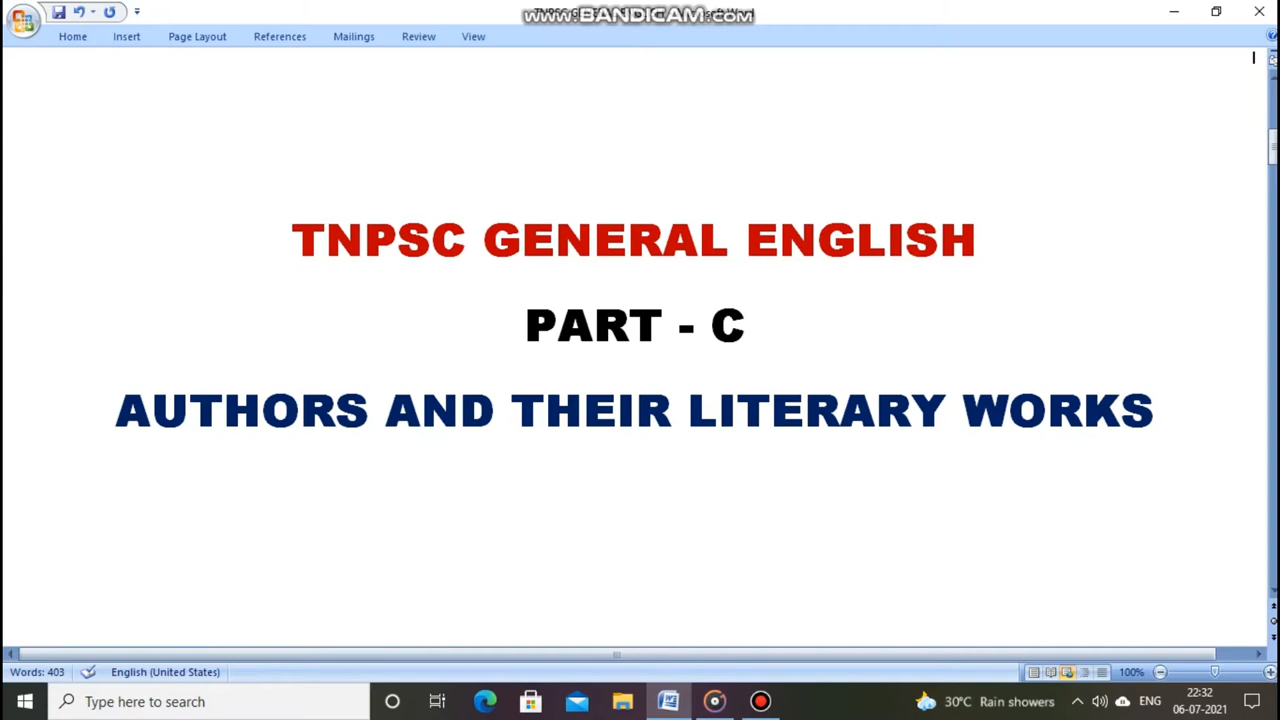 www.BANDICAM.com
Home Insert Page Layout References Mailings Review View
TNPSC GENERAL ENGLISH
PART - C
AUTHORS AND THEIR LITERARY WORKS
Words: 403 English (United States) 100%
Type here to search 30°C Rain showers ENG 22:32
06-07-2021